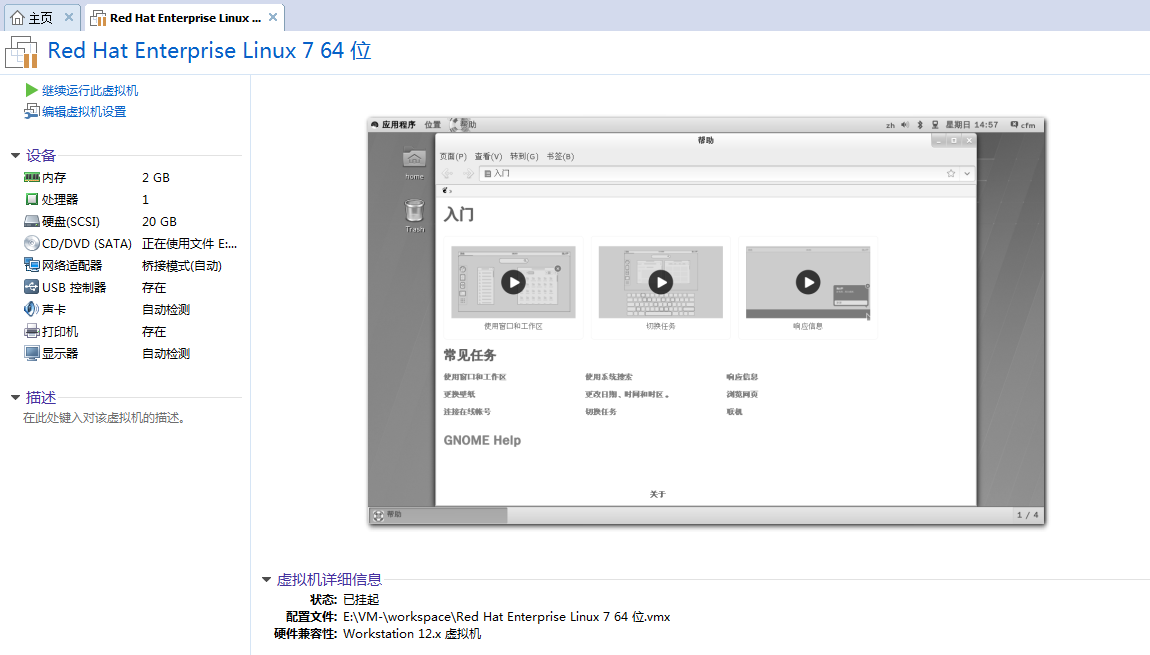 主页
Red Hat Enterprise Linux ...
Red Hat Enterprise Linux 7 64 位
继续运行此虚拟机
编辑虚拟机设置
设备
内存 2 GB
处理器 1
硬盘(SCSI) 20 GB
CD/DVD (SATA) 正在使用文件 E:...
网络适配器 桥接模式(自动)
USB 控制器 存在
声卡 自动检测
打印机 存在
显示器 自动检测
描述
在此处键入对该虚拟机的描述。
应用程序 位置 帮助 zh 星期日 14:57 cfm
帮助
home
Trash
页面(P) 查看(V) 转到(G) 书签(B)
入门
入门
使用窗口和工作区 切换任务 响应信息
常见任务
使用窗口和工作区 使用系统搜索 响应信息
更换壁纸 更改日期、时间和时区。 浏览网页
连接在线帐号 切换任务 联机
GNOME Help
关于
帮助 1 / 4
虚拟机详细信息
状态: 已挂起
配置文件: E:\VM-\workspace\Red Hat Enterprise Linux 7 64 位.vmx
硬件兼容性: Workstation 12.x 虚拟机